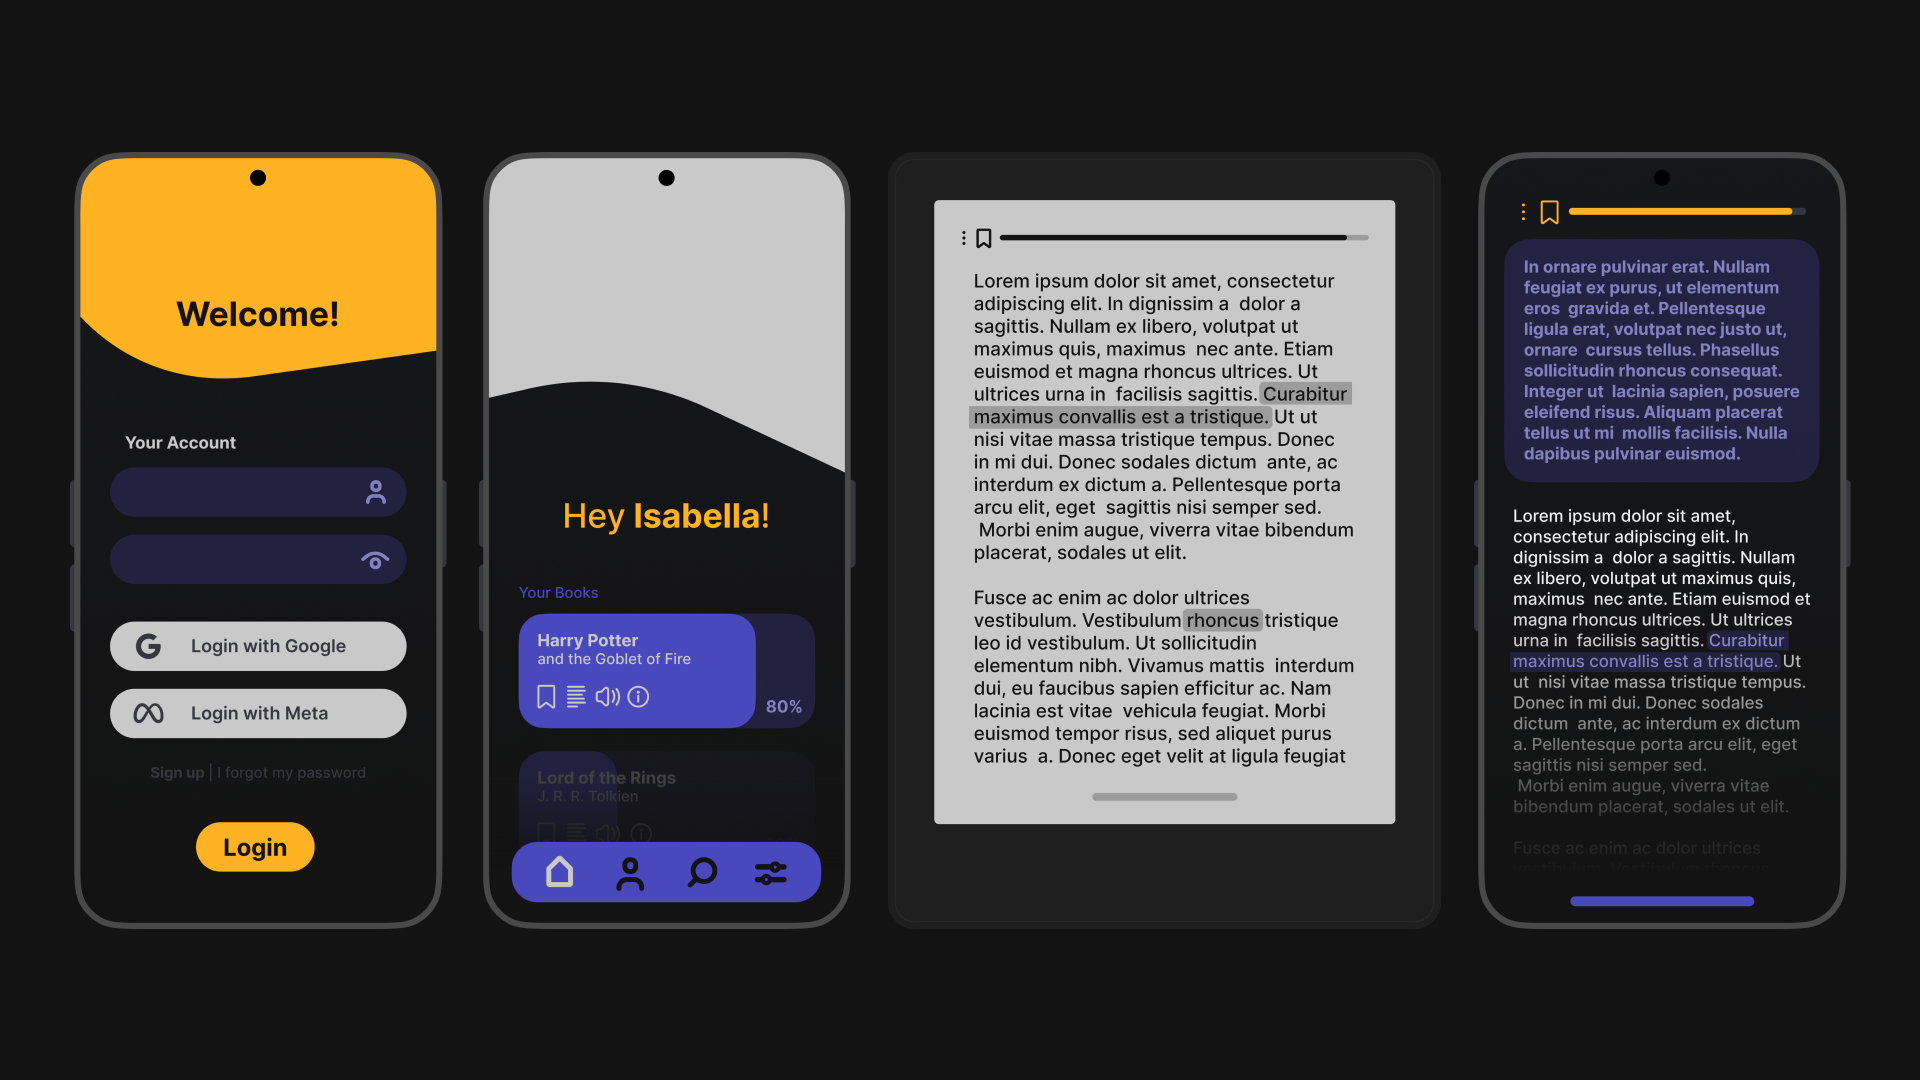 Welcome!
Your Account
Login with Google
Login with Meta
Sign up | I forgot my password
Login
Hey Isabella!
Your Books
Harry Potter
and the Goblet of Fire
80%
Lord of the Rings
J. R. R. Tolkien
Lorem ipsum dolor sit amet, consectetur
adipiscing elit. In dignissim a dolor a
sagittis. Nullam ex libero, volutpat ut
maximus quis, maximus nec ante. Etiam
euismod et magna rhoncus ultrices. Ut
ultrices urna in facilisis sagittis. Curabitur
maximus convallis est a tristique. Ut ut
nisi vitae massa tristique tempus. Donec
in mi dui. Donec sodales dictum ante, ac
interdum ex dictum a. Pellentesque porta
arcu elit, eget sagittis nisi semper sed.
Morbi enim augue, viverra vitae bibendum
placerat, sodales ut elit.
Fusce ac enim ac dolor ultrices
vestibulum. Vestibulum rhoncus tristique
leo id vestibulum. Ut sollicitudin
elementum nibh. Vivamus mattis interdum
dui, eu faucibus sapien efficitur ac. Nam
lacinia est vitae vehicula feugiat. Morbi
euismod tempor risus, sed aliquet purus
varius a. Donec eget velit at ligula feugiat
In ornare pulvinar erat. Nullam
feugiat ex purus, ut elementum
eros gravida et. Pellentesque
ligula erat, volutpat nec justo ut,
ornare cursus tellus. Phasellus
sollicitudin rhoncus consequat.
Integer ut lacinia sapien, posuere
eleifend risus. Aliquam placerat
tellus ut mi mollis facilisis. Nulla
dapibus pulvinar euismod.
Lorem ipsum dolor sit amet,
consectetur adipiscing elit. In
dignissim a dolor a sagittis. Nullam
ex libero, volutpat ut maximus quis,
maximus nec ante. Etiam euismod et
magna rhoncus ultrices. Ut ultrices
urna in facilisis sagittis. Curabitur
maximus convallis est a tristique. Ut
ut nisi vitae massa tristique tempus.
Donec in mi dui. Donec sodales
dictum ante, ac interdum ex dictum
a. Pellentesque porta arcu elit, eget
sagittis nisi semper sed.
Morbi enim augue, viverra vitae
bibendum placerat, sodales ut elit.
Fusce ac enim ac dolor ultrices